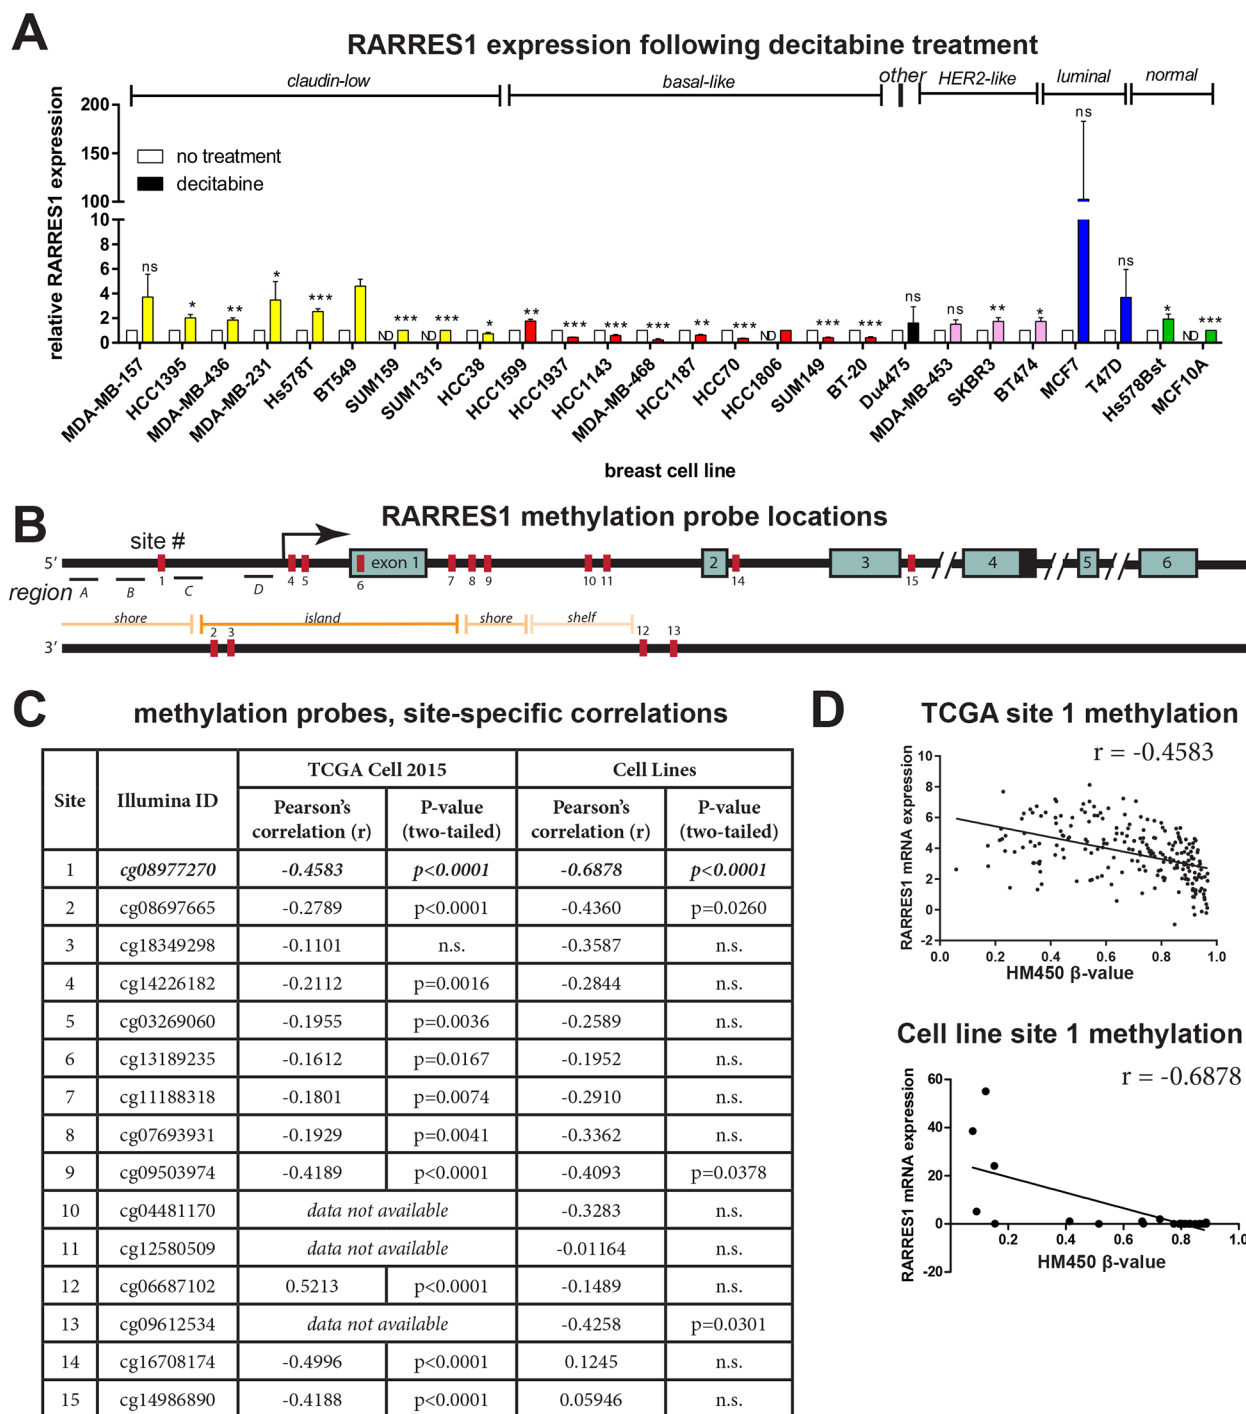 A
RARRES1 expression following decitabine treatment
claudin-low
basal-like
other
HER2-like
luminal
normal
relative RARRES1 expression
200
150
100
10
8
6
4
2
0
no treatment
decitabine
ns
*
**
*
***
ND
***
ND
***
*
**
***
***
***
**
***
ND
***
***
ns
ns
**
*
ns
ns
*
ND
***
MDA-MB-157
HCC1395
MDA-MB-436
MDA-MB-231
Hs578T
BT549
SUM159
SUM1315
HCC38
HCC1599
HCC1937
HCC1143
MDA-MB-468
HCC1187
HCC70
HCC1806
SUM149
BT-20
Du4475
MDA-MB-453
SKBR3
BT474
MCF7
T47D
Hs578Bst
MCF10A
breast cell line
B
RARRES1 methylation probe locations
site #
5′
exon 1
2
3
4
5
6
1
4
5
6
7
8
9
10
11
14
15
region
A
B
C
D
shore
island
shore
shelf
2
3
12
13
3′
C
methylation probes, site-specific correlations
Site
Illumina ID
TCGA Cell 2015
Cell Lines
Pearson's correlation (r)
P-value (two-tailed)
Pearson's correlation (r)
P-value (two-tailed)
1 cg08977270 -0.4583 p<0.0001 -0.6878 p<0.0001
2 cg08697665 -0.2789 p<0.0001 -0.4360 p=0.0260
3 cg18349298 -0.1101 n.s. -0.3587 n.s.
4 cg14226182 -0.2112 p=0.0016 -0.2844 n.s.
5 cg03269060 -0.1955 p=0.0036 -0.2589 n.s.
6 cg13189235 -0.1612 p=0.0167 -0.1952 n.s.
7 cg11188318 -0.1801 p=0.0074 -0.2910 n.s.
8 cg07693931 -0.1929 p=0.0041 -0.3362 n.s.
9 cg09503974 -0.4189 p<0.0001 -0.4093 p=0.0378
10 cg04481170 data not available -0.3283 n.s.
11 cg12580509 data not available -0.01164 n.s.
12 cg06687102 0.5213 p<0.0001 -0.1489 n.s.
13 cg09612534 data not available -0.4258 p=0.0301
14 cg16708174 -0.4996 p<0.0001 0.1245 n.s.
15 cg14986890 -0.4188 p<0.0001 0.05946 n.s.
D
TCGA site 1 methylation
r = -0.4583
RARRES1 mRNA expression
10
8
6
4
2
0
-2
0.0 0.2 0.4 0.6 0.8 1.0
HM450 β-value
Cell line site 1 methylation
r = -0.6878
RARRES1 mRNA expression
60
40
20
0
-20
0.2 0.4 0.6 0.8 1.0
HM450 β-value